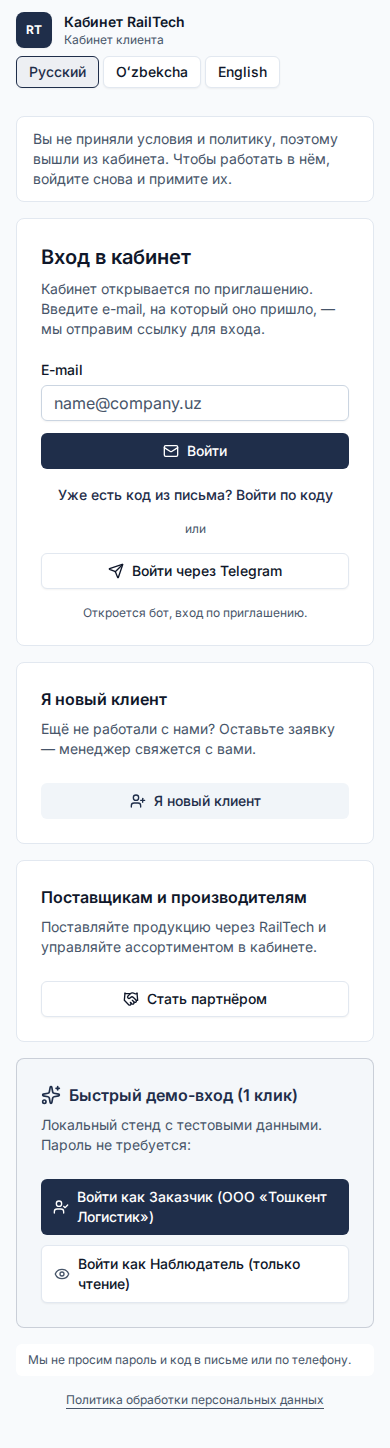 RT
Кабинет RailTech
Кабинет клиента
Русский
Oʻzbekcha
English
Вы не приняли условия и политику, поэтому
вышли из кабинета. Чтобы работать в нём,
войдите снова и примите их.
Вход в кабинет
Кабинет открывается по приглашению.
Введите e-mail, на который оно пришло, —
мы отправим ссылку для входа.
E-mail
name@company.uz
Войти
Уже есть код из письма? Войти по коду
или
Войти через Telegram
Откроется бот, вход по приглашению.
Я новый клиент
Ещё не работали с нами? Оставьте заявку
— менеджер свяжется с вами.
Я новый клиент
Поставщикам и производителям
Поставляйте продукцию через RailTech и
управляйте ассортиментом в кабинете.
Стать партнёром
Быстрый демо-вход (1 клик)
Локальный стенд с тестовыми данными.
Пароль не требуется:
Войти как Заказчик (ООО «Тошкент
Логистик»)
Войти как Наблюдатель (только
чтение)
Мы не просим пароль и код в письме или по телефону.
Политика обработки персональных данных